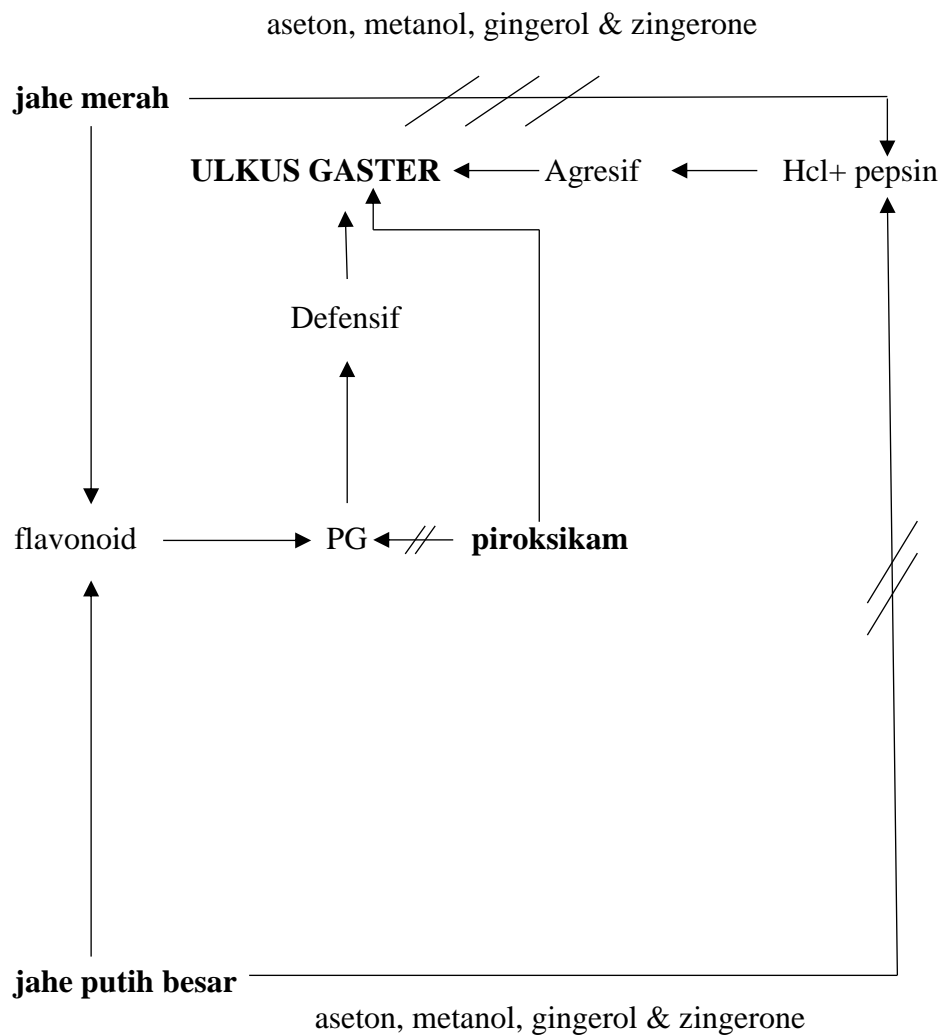 aseton, metanol, gingerol & zingerone
jahe merah
ULKUS GASTER
Agresif
Hcl+ pepsin
Defensif
flavonoid
PG
piroksikam
jahe putih besar
aseton, metanol, gingerol & zingerone